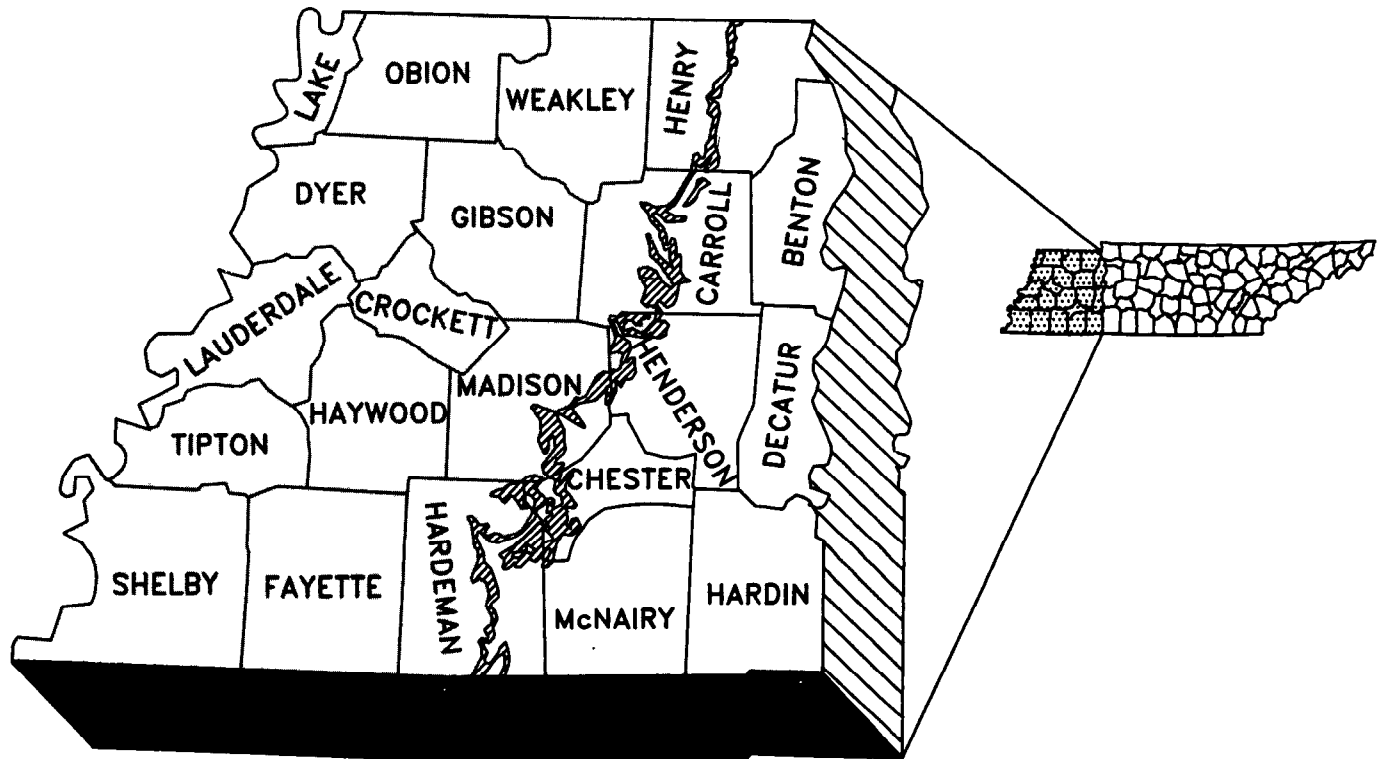 LAKE
OBION
WEAKLEY
HENRY
DYER
GIBSON
CARROLL
BENTON
LAUDERDALE
CROCKETT
MADISON
HENDERSON
DECATUR
HAYWOOD
TIPTON
CHESTER
HARDEMAN
SHELBY
FAYETTE
McNAIRY
HARDIN